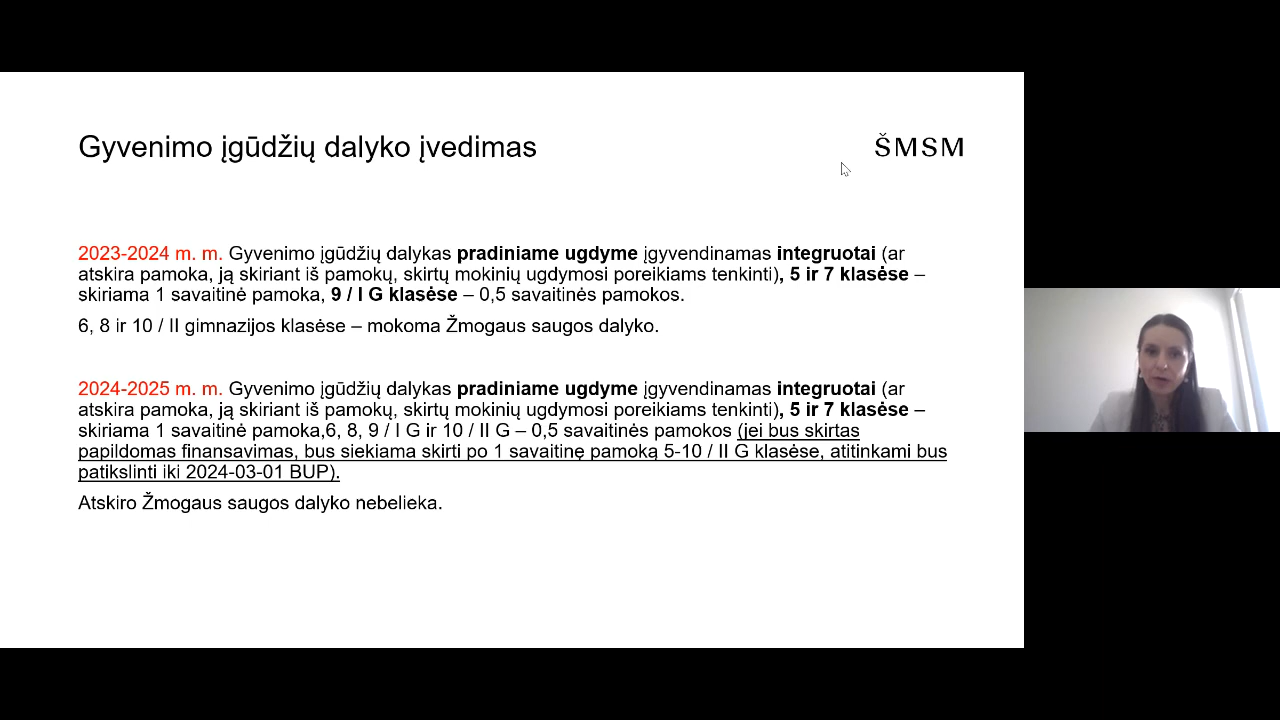 Gyvenimo įgūdžių dalyko įvedimas
ŠMSM
2023-2024 m. m. Gyvenimo įgūdžių dalykas pradiniame ugdyme įgyvendinamas integruotai (ar
atskira pamoka, ją skiriant iš pamokų, skirtų mokinių ugdymosi poreikiams tenkinti), 5 ir 7 klasėse –
skiriama 1 savaitinė pamoka, 9 / I G klasėse – 0,5 savaitinės pamokos.
6, 8 ir 10 / II gimnazijos klasėse – mokoma Žmogaus saugos dalyko.
2024-2025 m. m. Gyvenimo įgūdžių dalykas pradiniame ugdyme įgyvendinamas integruotai (ar
atskira pamoka, ją skiriant iš pamokų, skirtų mokinių ugdymosi poreikiams tenkinti), 5 ir 7 klasėse –
skiriama 1 savaitinė pamoka,6, 8, 9 / I G ir 10 / II G – 0,5 savaitinės pamokos (jei bus skirtas
papildomas finansavimas, bus siekiama skirti po 1 savaitinę pamoką 5-10 / II G klasėse, atitinkami bus
patikslinti iki 2024-03-01 BUP).
Atskiro Žmogaus saugos dalyko nebelieka.